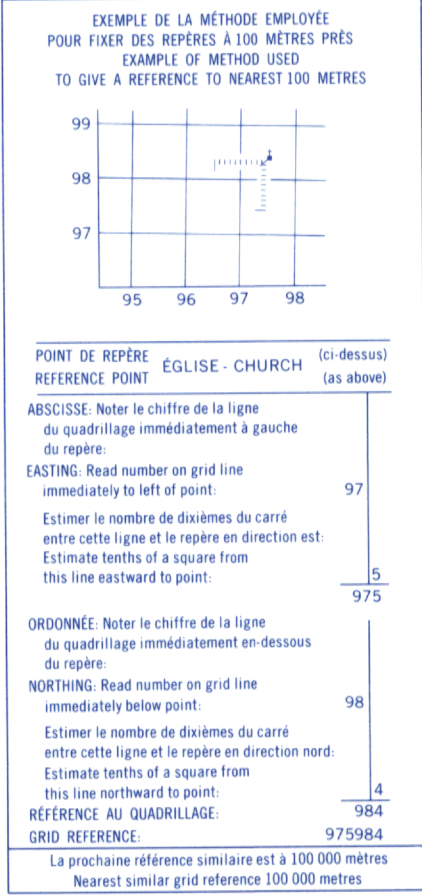 EXEMPLE DE LA MÉTHODE EMPLOYÉE
POUR FIXER DES REPÈRES À 100 MÈTRES PRÈS
EXAMPLE OF METHOD USED
TO GIVE A REFERENCE TO NEAREST 100 METRES
99
98
97
95 96 97 98
POINT DE REPÈRE
REFERENCE POINT
ÉGLISE - CHURCH
(ci-dessus)
(as above)
ABSCISSE: Noter le chiffre de la ligne
du quadrillage immédiatement à gauche
du repère:
EASTING: Read number on grid line
immediately to left of point: 97
Estimer le nombre de dixièmes du carré
entre cette ligne et le repère en direction est:
Estimate tenths of a square from
this line eastward to point: 5
975
ORDONNÉE: Noter le chiffre de la ligne
du quadrillage immédiatement en-dessous
du repère:
NORTHING: Read number on grid line
immediately below point: 98
Estimer le nombre de dixièmes du carré
entre cette ligne et le repère en direction nord:
Estimate tenths of a square from
this line northward to point: 4
RÉFÉRENCE AU QUADRILLAGE: 984
GRID REFERENCE: 975984
La prochaine référence similaire est à 100 000 mètres
Nearest similar grid reference 100 000 metres